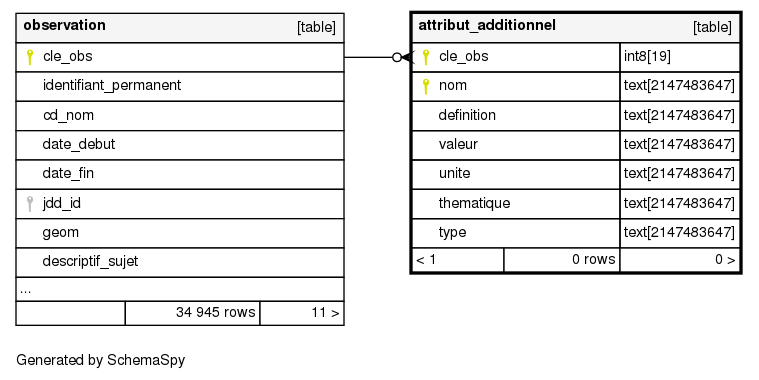 observation [table]
cle_obs
identifiant_permanent
cd_nom
date_debut
date_fin
jdd_id
geom
descriptif_sujet
...
34 945 rows 11 >
attribut_additionnel [table]
cle_obs int8[19]
nom text[2147483647]
definition text[2147483647]
valeur text[2147483647]
unite text[2147483647]
thematique text[2147483647]
type text[2147483647]
< 1 0 rows 0 >
Generated by SchemaSpy